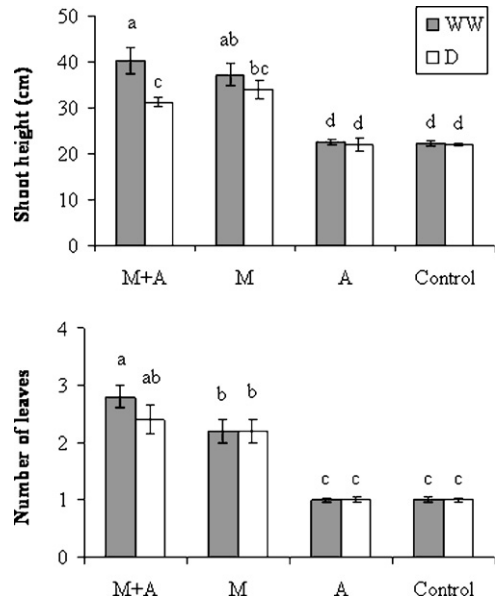 WW
D
Shoot height (cm)
50
40
30
20
10
0
a
c
ab
bc
d
d
d
d
M+A
M
A
Control
Number of leaves
4
3
2
1
0
a
ab
b
b
c
c
c
c
M+A
M
A
Control